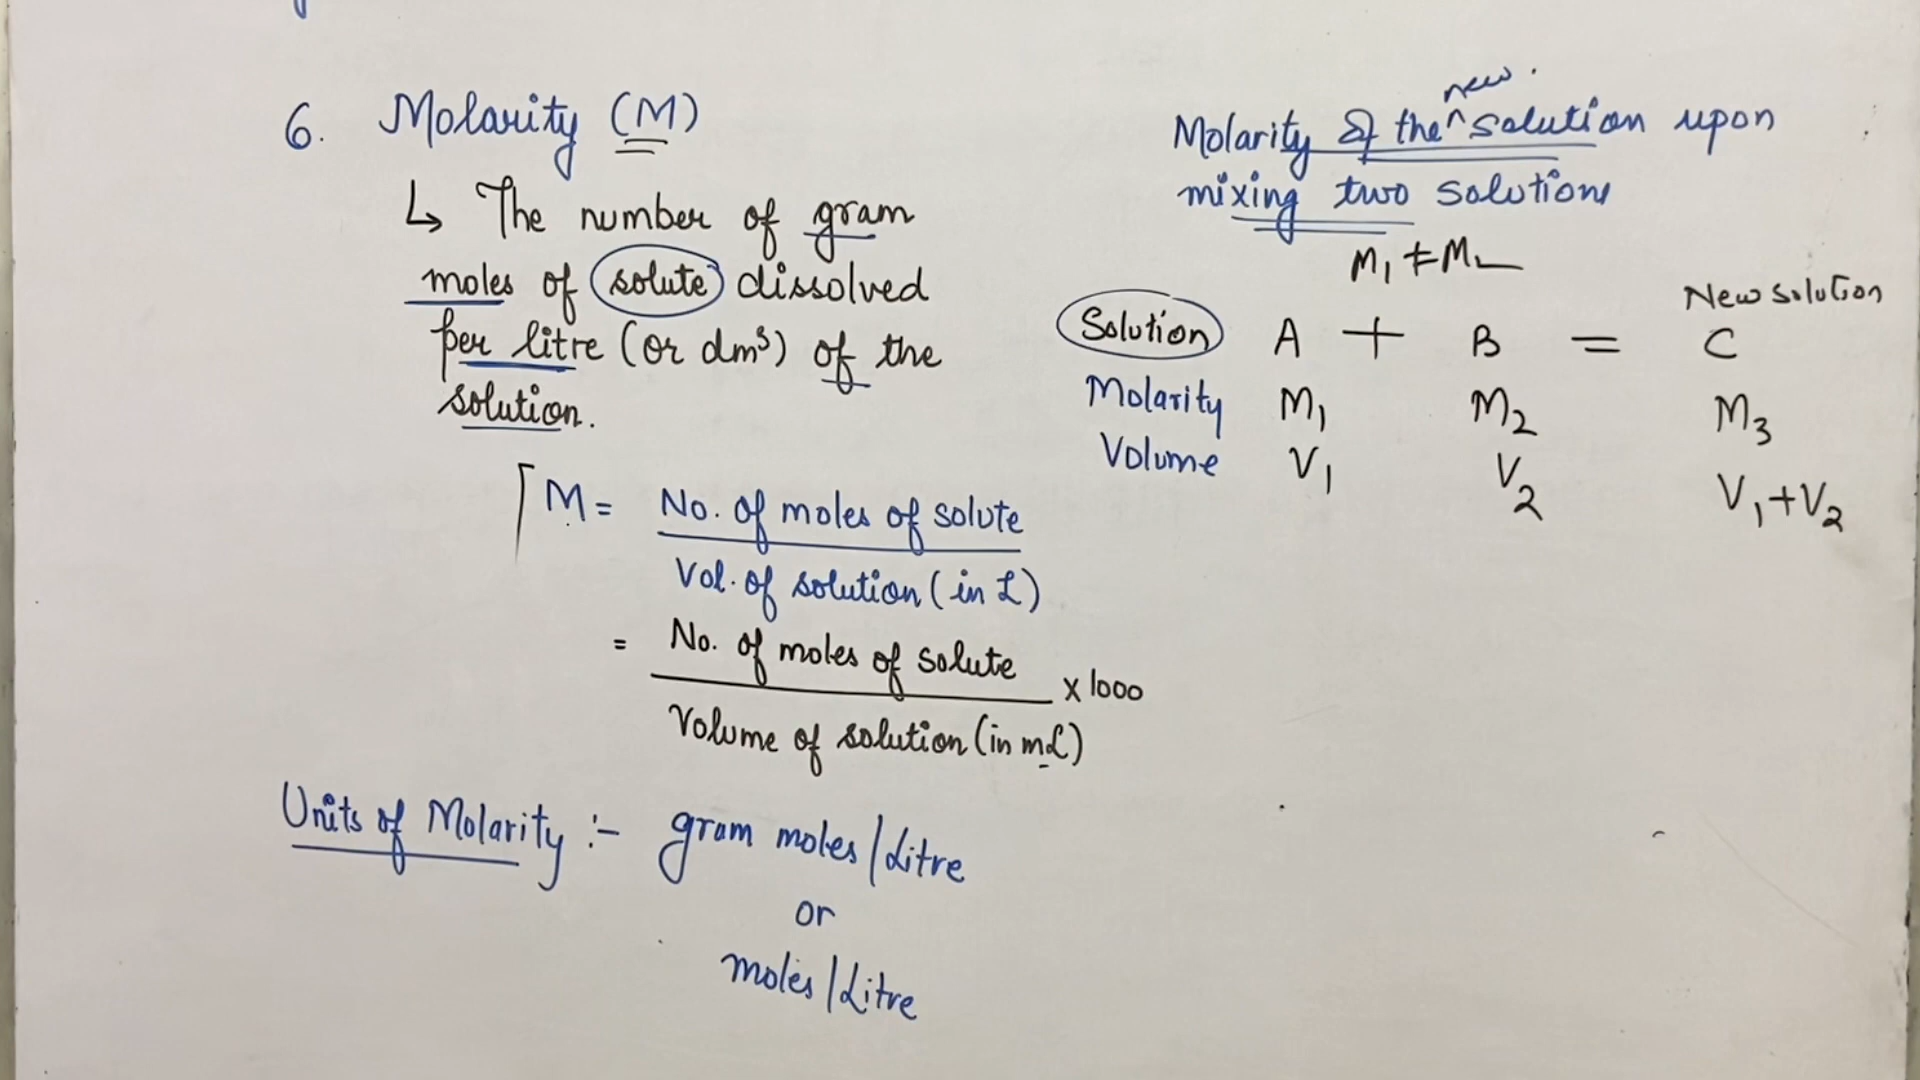 6. Molarity (M)
↳ The number of gram
moles of solute dissolved
per litre (or dm³) of the
solution.
M = No. of moles of solute
Vol. of solution (in L)
= No. of moles of solute × 1000
Volume of solution (in mL)
Units of Molarity :- gram moles/Litre
or
moles/Litre
new
Molarity of the ^ solution upon
mixing two solutions
M₁ ≠ M₂
New solution
Solution A + B = C
Molarity M₁ M₂ M₃
Volume V₁ V₂ V₁+V₂